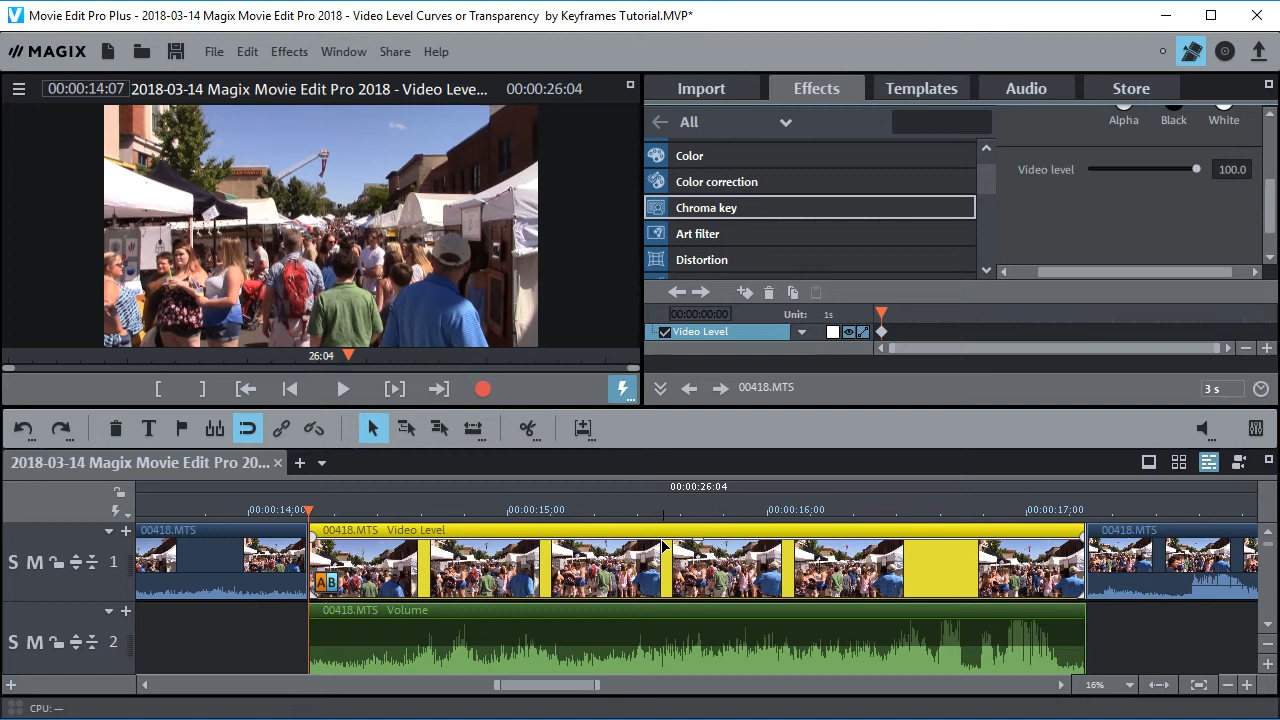 Movie Edit Pro Plus - 2018-03-14 Magix Movie Edit Pro 2018 - Video Level Curves or Transparency by Keyframes Tutorial.MVP*
MAGIX File Edit Effects Window Share Help
00:00:14:07 2018-03-14 Magix Movie Edit Pro 2018 - Video Leve... 00:00:26:04
Import Effects Templates Audio Store
All
Alpha Black White
Color
Color correction
Chroma key
Art filter
Distortion
Video level 100.0
00:00:00:00 Unit: 1s
Video Level
26:04
00418.MTS 3 s
2018-03-14 Magix Movie Edit Pro 20...
00:00:26:04
00:00:14:00 00:00:15:00 00:00:16:00 00:00:17:00
00418.MTS 00418.MTS Video Level 00418.MTS
S M 1
AB
00418.MTS Volume
S M 2
16%
CPU: —